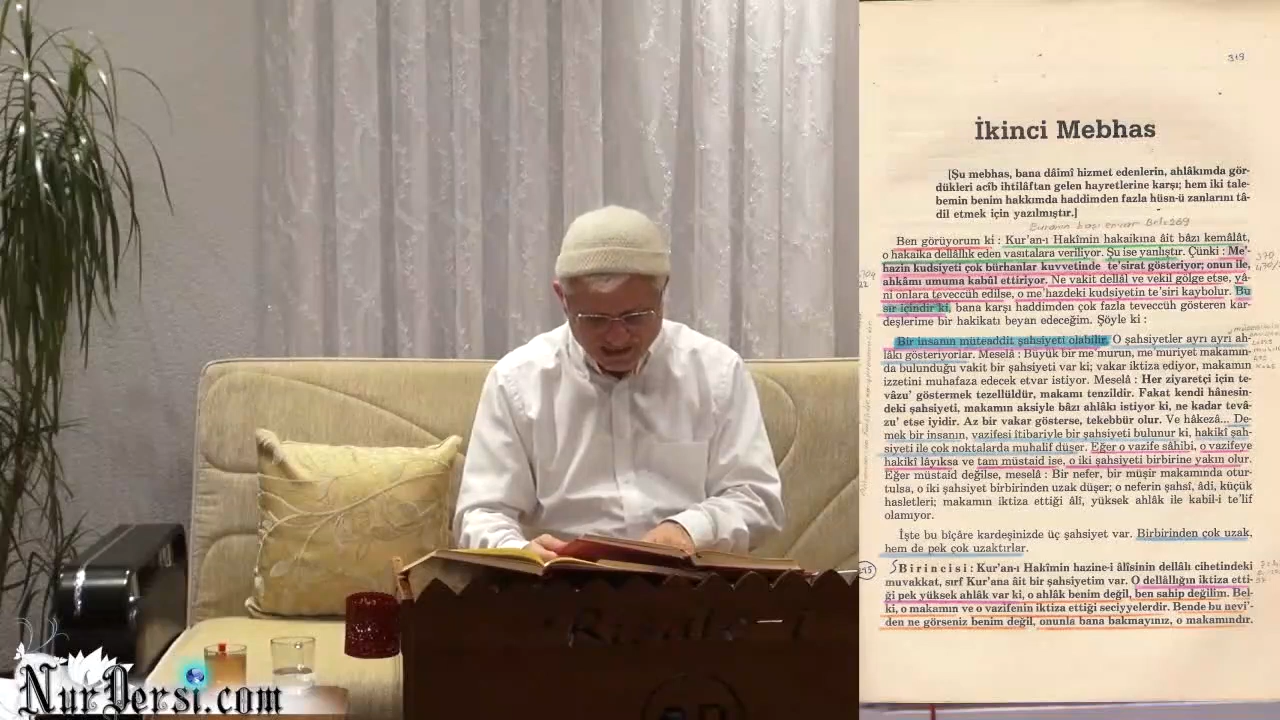 319
İkinci Mebhas
[Şu mebhas, bana dâimî hizmet edenlerin, ahlâkımda gör-
dükleri acîb ihtilâftan gelen hayretlerine karşı; hem iki tale-
bemin benim hakkımda haddimden fazla hüsn-ü zanlarını tâ-
dil etmek için yazılmıştır.]
Ben görüyorum ki : Kur'an-ı Hakîmin hakaikına âit bâzı kemâlât,
o hakaika dellâllık eden vasıtalara veriliyor. Şu ise yanlıştır. Çünki : Me'-
hazin kudsiyeti çok bürhanlar kuvvetinde te'sirat gösteriyor; onun ile,
ahkâmı umuma kabûl ettiriyor. Ne vakit dellâl ve vekil gölge etse, yâ-
ni onlara teveccüh edilse, o me hazdeki kudsiyetin te'siri kaybolur. Bu
sır içindir ki, bana karşı haddimden çok fazla teveccüh gösteren kar-
deşlerime bir hakikatı beyan edeceğim. Şöyle ki :
Bir insanın müteaddit şahsiyeti olabilir. O şahsiyetler ayrı ayrı ah-
lâkı gösteriyorlar. Meselâ : Büyük bir me'murun, me'muriyet makamın-
da bulunduğu vakit bir şahsiyeti var ki; vakar iktiza ediyor, makamın
izzetini muhafaza edecek etvar istiyor. Meselâ : Her ziyaretçi için te-
vâzu' göstermek tezellüldür, makamı tenzildir. Fakat kendi hânesin-
deki şahsiyeti, makamın aksiyle bâzı ahlâkı istiyor ki, ne kadar tevâ-
zu' etse iyidir. Az bir vakar gösterse, tekebbür olur. Ve hâkezâ... De-
mek bir insanın, vazifesi îtibariyle bir şahsiyeti bulunur ki, hakikî şah-
siyeti ile çok noktalarda muhalif düşer. Eğer o vazife sâhibi, o vazifeye
hakikî lâyıksa ve tam müstaid ise, o iki şahsiyeti birbirine yakın olur.
Eğer müstaid değilse, meselâ : Bir nefer, bir müşir makamında otur-
tulsa, o iki şahsiyet birbirinden uzak düşer; o neferin şahsî, âdi, küçük
hasletleri; makamın iktiza ettiği âlî, yüksek ahlâk ile kabil-i te'lif
olamıyor.
İşte bu bîçâre kardeşinizde üç şahsiyet var. Birbirinden çok uzak,
hem de pek çok uzaktırlar.
Birincisi : Kur'an-ı Hakîmin hazine-i âlîsinin dellâlı cihetindeki
muvakkat, sırf Kur'ana âit bir şahsiyetim var. O dellâllığın iktiza etti-
ği pek yüksek ahlâk var ki, o ahlâk benim değil, ben sahip değilim. Bel-
ki, o makamın ve o vazifenin iktiza ettiği seciyyelerdir. Bende bu nevi'-
den ne görseniz benim değil, onunla bana bakmayınız, o makamındır.
NurDersi.com